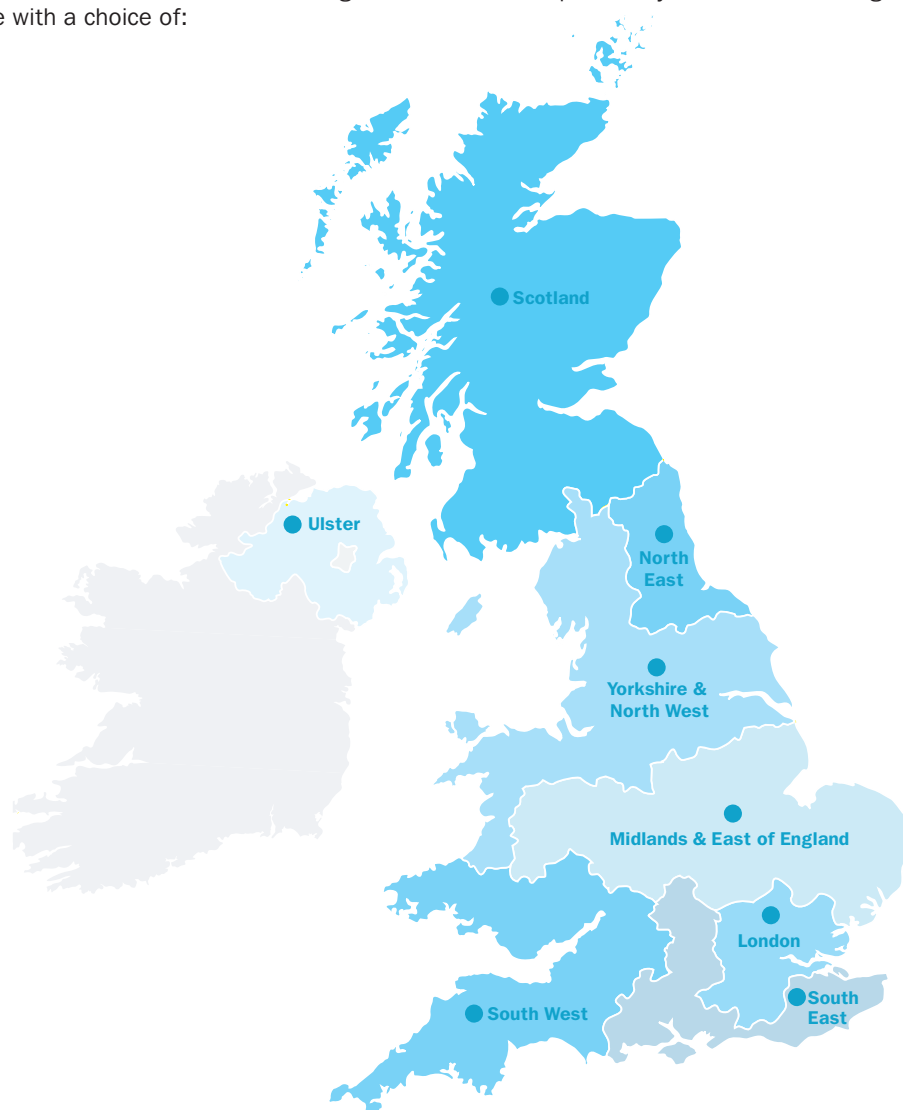 e with a choice of:
Scotland
Ulster
North
East
Yorkshire &
North West
Midlands & East of England
London
South
East
South West